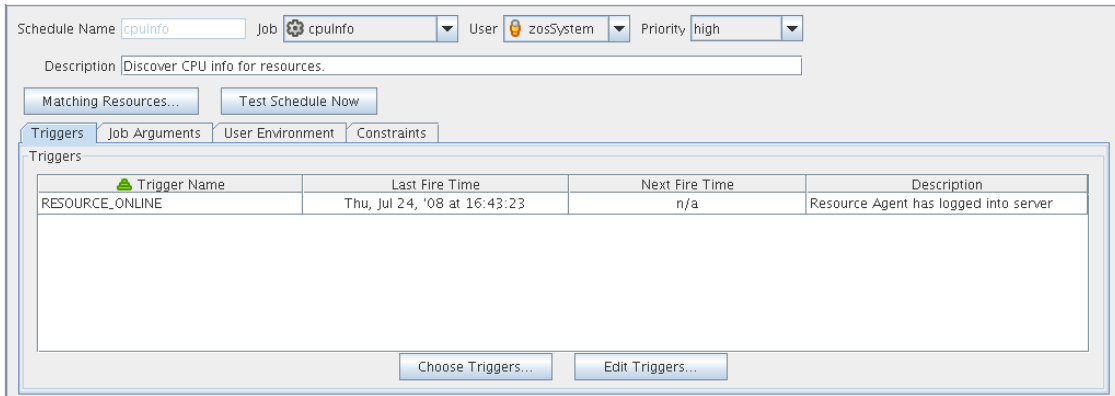 Schedule Name cpuInfo Job cpuInfo User zosSystem Priority high
Description Discover CPU info for resources.
Matching Resources... Test Schedule Now
Triggers Job Arguments User Environment Constraints
Triggers
Trigger Name Last Fire Time Next Fire Time Description
RESOURCE_ONLINE Thu, Jul 24, '08 at 16:43:23 n/a Resource Agent has logged into server
Choose Triggers... Edit Triggers...